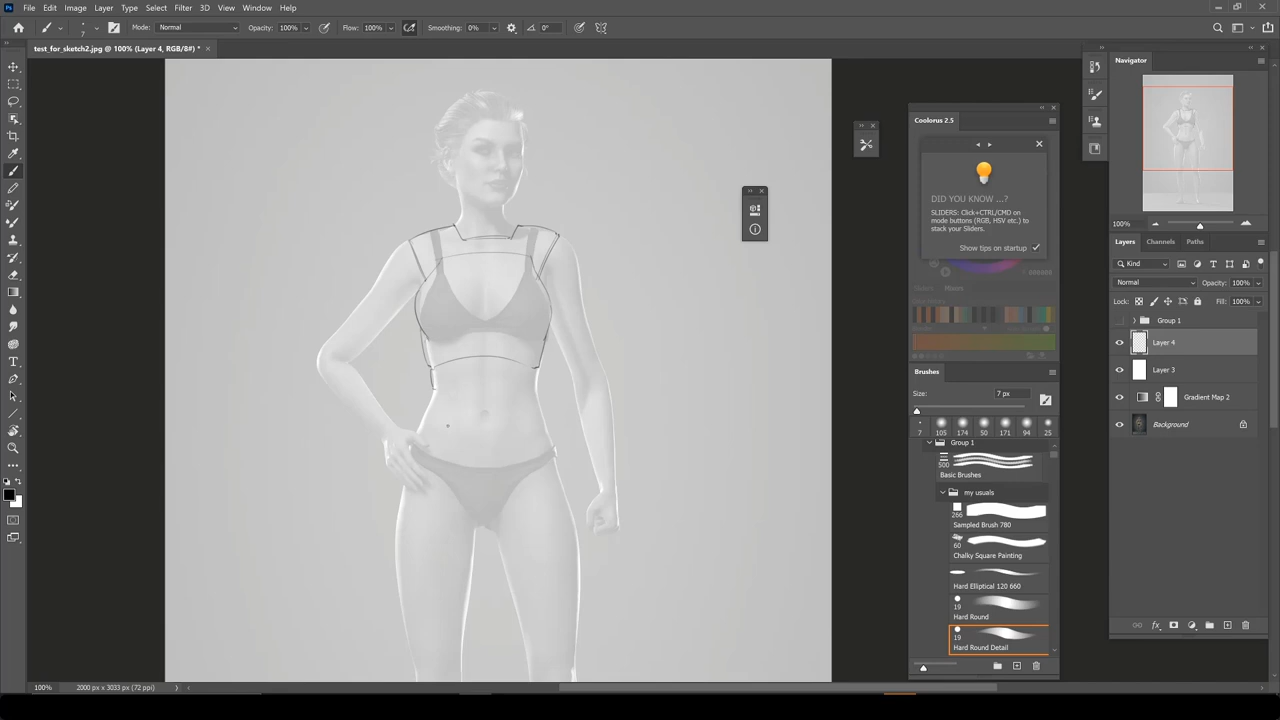 File Edit Image Layer Type Select Filter 3D View Window Help
7 Mode: Normal Opacity: 100% Flow: 100% Smoothing: 0% 0°
test_for_sketch2.jpg @ 100% (Layer 4, RGB/8#) *
Coolorus 2.5
DID YOU KNOW ...?
SLIDERS: Click+CTRL/CMD on
mode buttons (RGB, HSV etc.) to
stack your Sliders.
Show tips on startup
Mixers
Brushes
Size: 7 px
7 105 174 50 171 94 25
Group 1
500
Basic Brushes
my usuals
266
Sampled Brush 780
60
Chalky Square Painting
Hard Elliptical 120 660
19
Hard Round
19
Hard Round Detail
Navigator
100%
Layers Channels Paths
Kind
Normal Opacity: 100%
Lock: Fill: 100%
Group 1
Layer 4
Layer 3
Gradient Map 2
Background
100% 2000 px x 3033 px (72 ppi)